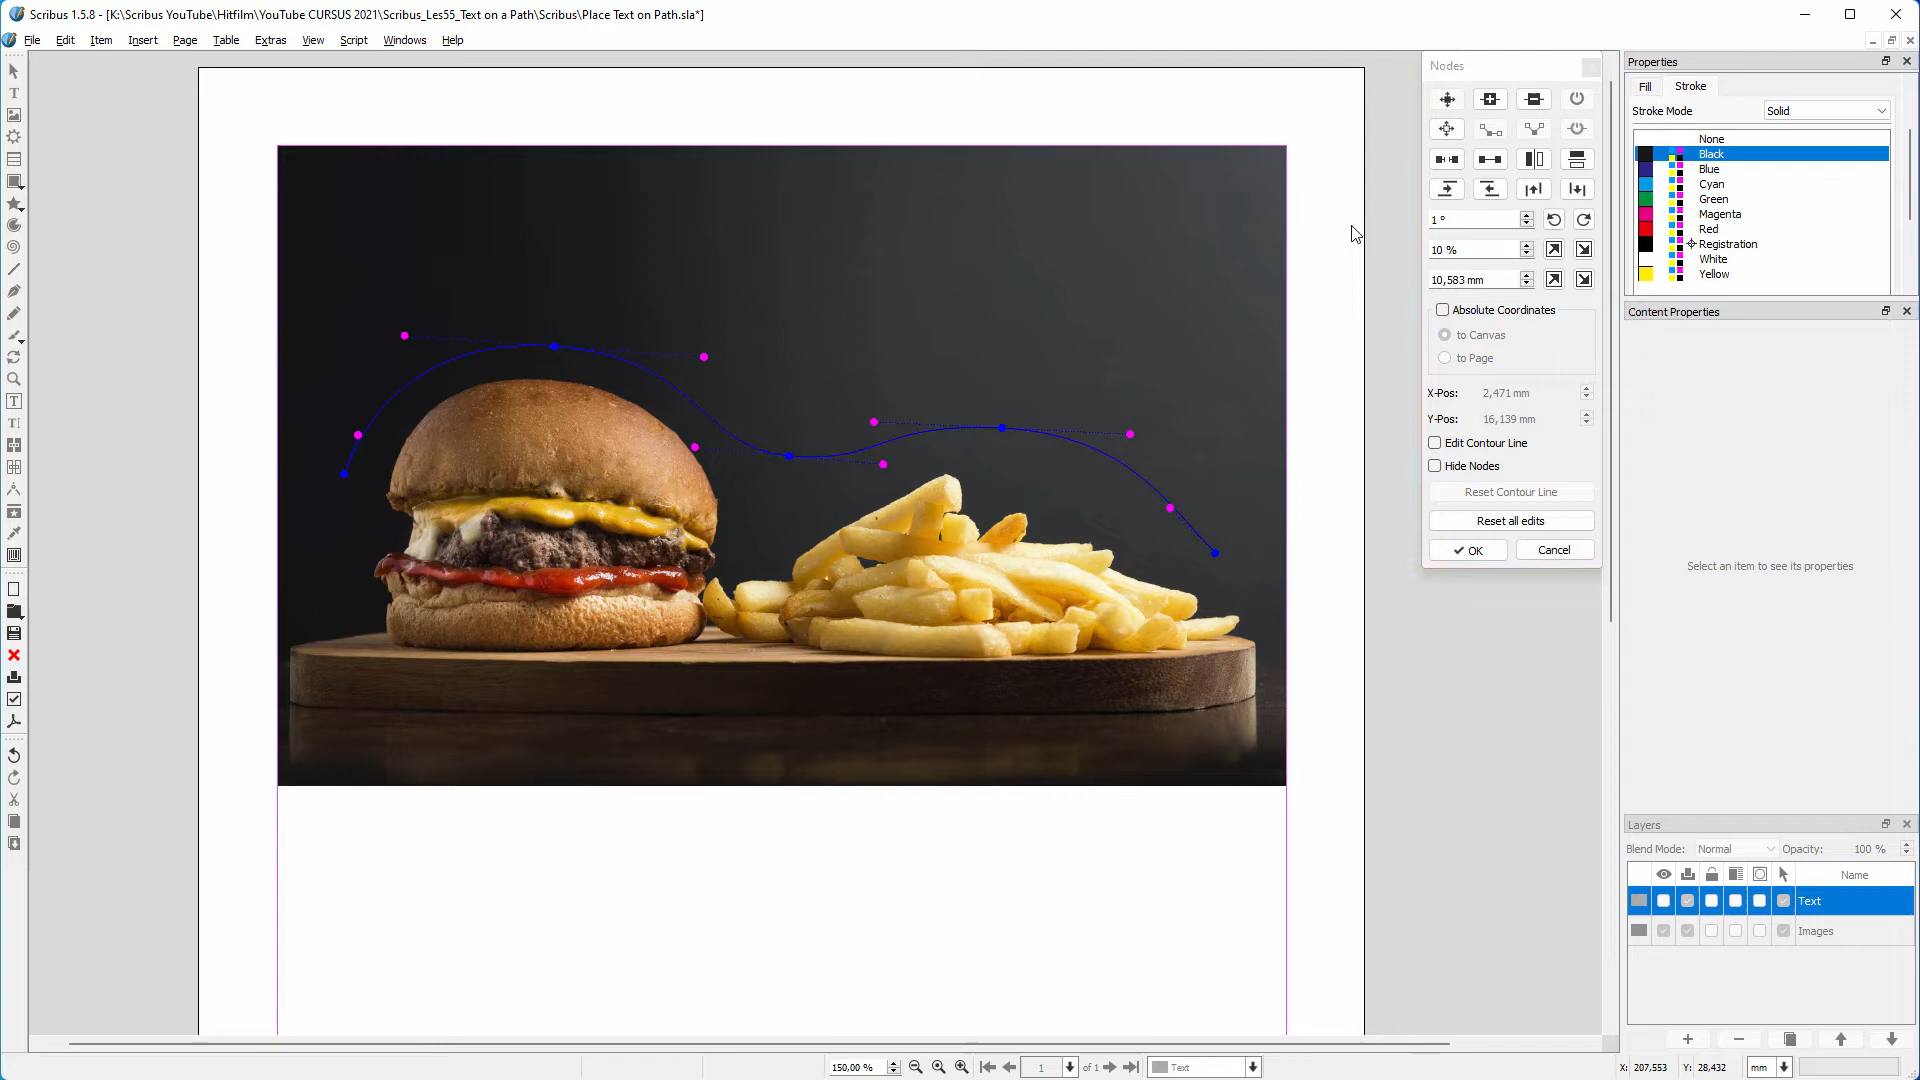 Scribus 1.5.8 - [K:\Scribus YouTube\Hitfilm\YouTube CURSUS 2021\Scribus_Les55_Text on a Path\Scribus\Place Text on Path.sla*]
File Edit Item Insert Page Table Extras View Script Windows Help
Nodes
1 °
10 %
10,583 mm
Absolute Coordinates
to Canvas
to Page
X-Pos: 2,471 mm
Y-Pos: 16,139 mm
Edit Contour Line
Hide Nodes
Reset Contour Line
Reset all edits
OK Cancel
Properties
Fill Stroke
Stroke Mode Solid
None
Black
Blue
Cyan
Green
Magenta
Red
Registration
White
Yellow
Content Properties
Select an item to see its properties
Layers
Blend Mode: Normal Opacity: 100 %
Name
Text
Images
150,00 % 1 of 1 Text X: 207,553 Y: 28,432 mm